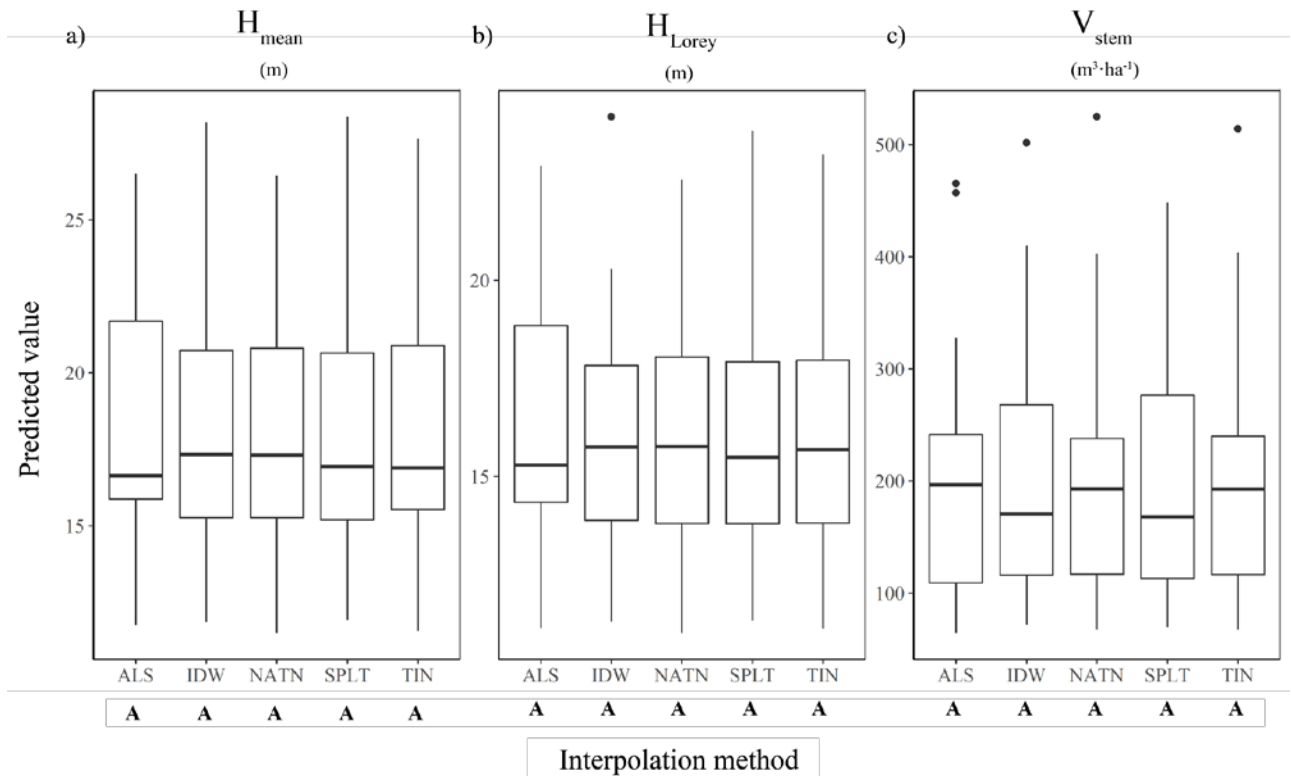 a) H mean b) H Lorey c) V stem
(m) (m) (m³·ha⁻¹)
Predicted value
25
20
15
20
15
500
400
300
200
100
ALS IDW NATN SPLT TIN ALS IDW NATN SPLT TIN ALS IDW NATN SPLT TIN
A A A A A A A A A A A A A A A
Interpolation method